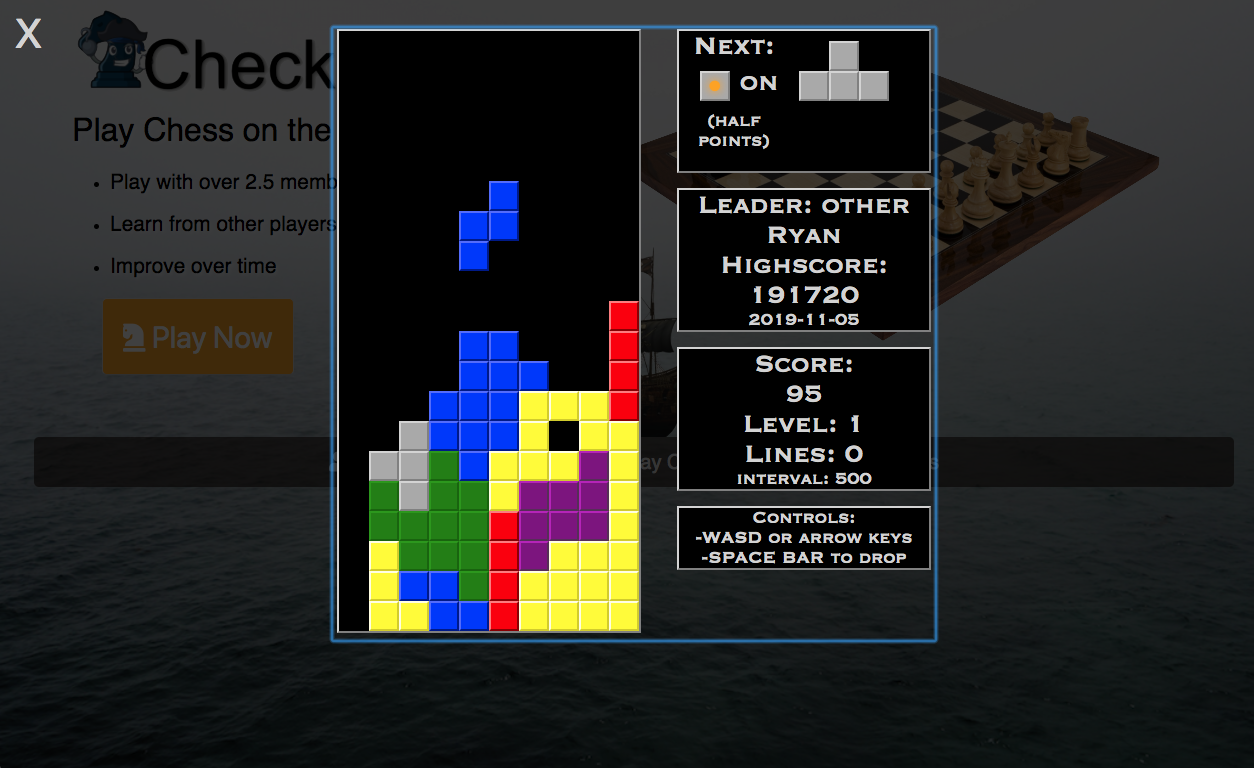 X
Check
Play Chess on the
Play with over 2.5 memb
Learn from other players
Improve over time
Play Now
NEXT:
ON
(HALF
POINTS)
LEADER: OTHER
RYAN
HIGHSCORE:
191720
2019-11-05
SCORE:
95
LEVEL: 1
LINES: 0
INTERVAL: 500
CONTROLS:
-WASD OR ARROW KEYS
-SPACE BAR TO DROP